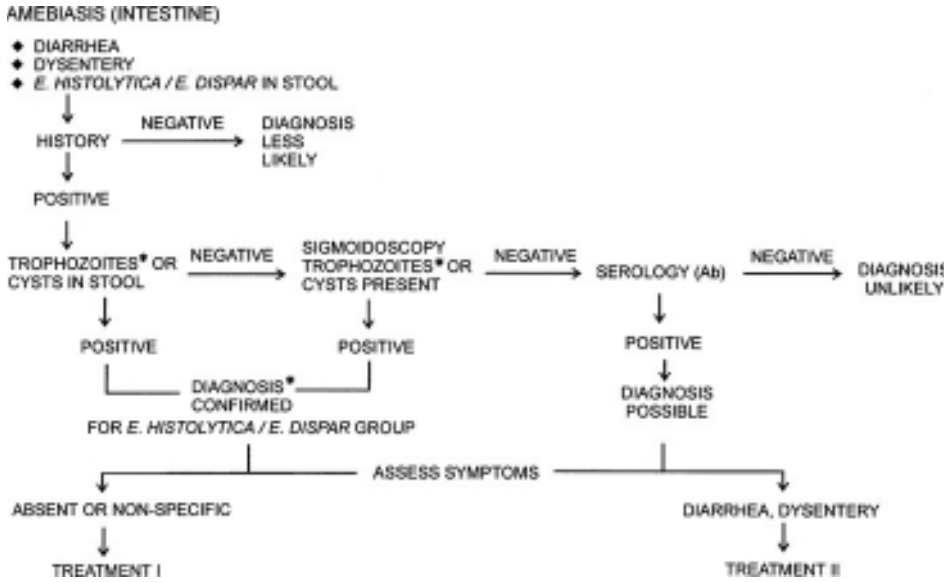 AMEBIASIS (INTESTINE)
◆ DIARRHEA
◆ DYSENTERY
◆ E. HISTOLYTICA / E. DISPAR IN STOOL
HISTORY
NEGATIVE
DIAGNOSIS
LESS
LIKELY
POSITIVE
TROPHOZOITES* OR
CYSTS IN STOOL
NEGATIVE
SIGMOIDOSCOPY
TROPHOZOITES* OR
CYSTS PRESENT
NEGATIVE
SEROLOGY (Ab)
NEGATIVE
DIAGNOSIS
UNLIKELY
POSITIVE
POSITIVE
POSITIVE
DIAGNOSIS*
CONFIRMED
FOR E. HISTOLYTICA / E. DISPAR GROUP
DIAGNOSIS
POSSIBLE
ASSESS SYMPTOMS
ABSENT OR NON-SPECIFIC
DIARRHEA, DYSENTERY
TREATMENT I
TREATMENT II